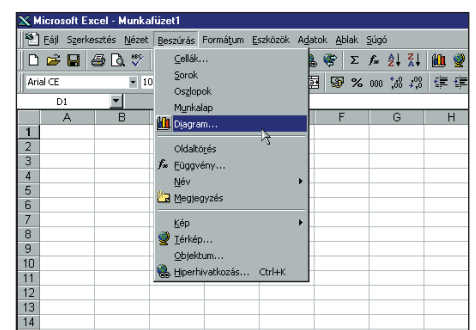 Microsoft Excel - Munkafüzet1
Fájl Szerkesztés Nézet Beszúrás Formátum Eszközök Adatok Ablak Súgó
Arial CE 10 % 000
D1
A B F G H
Cellák...
Sorok
Oszlopok
Munkalap
Diagram...
Oldaltörés
Függvény...
Név
Megjegyzés
Kép
Térkép...
Objektum...
Hiperhivatkozás... Ctrl+K
1
2
3
4
5
6
7
8
9
10
11
12
13
14